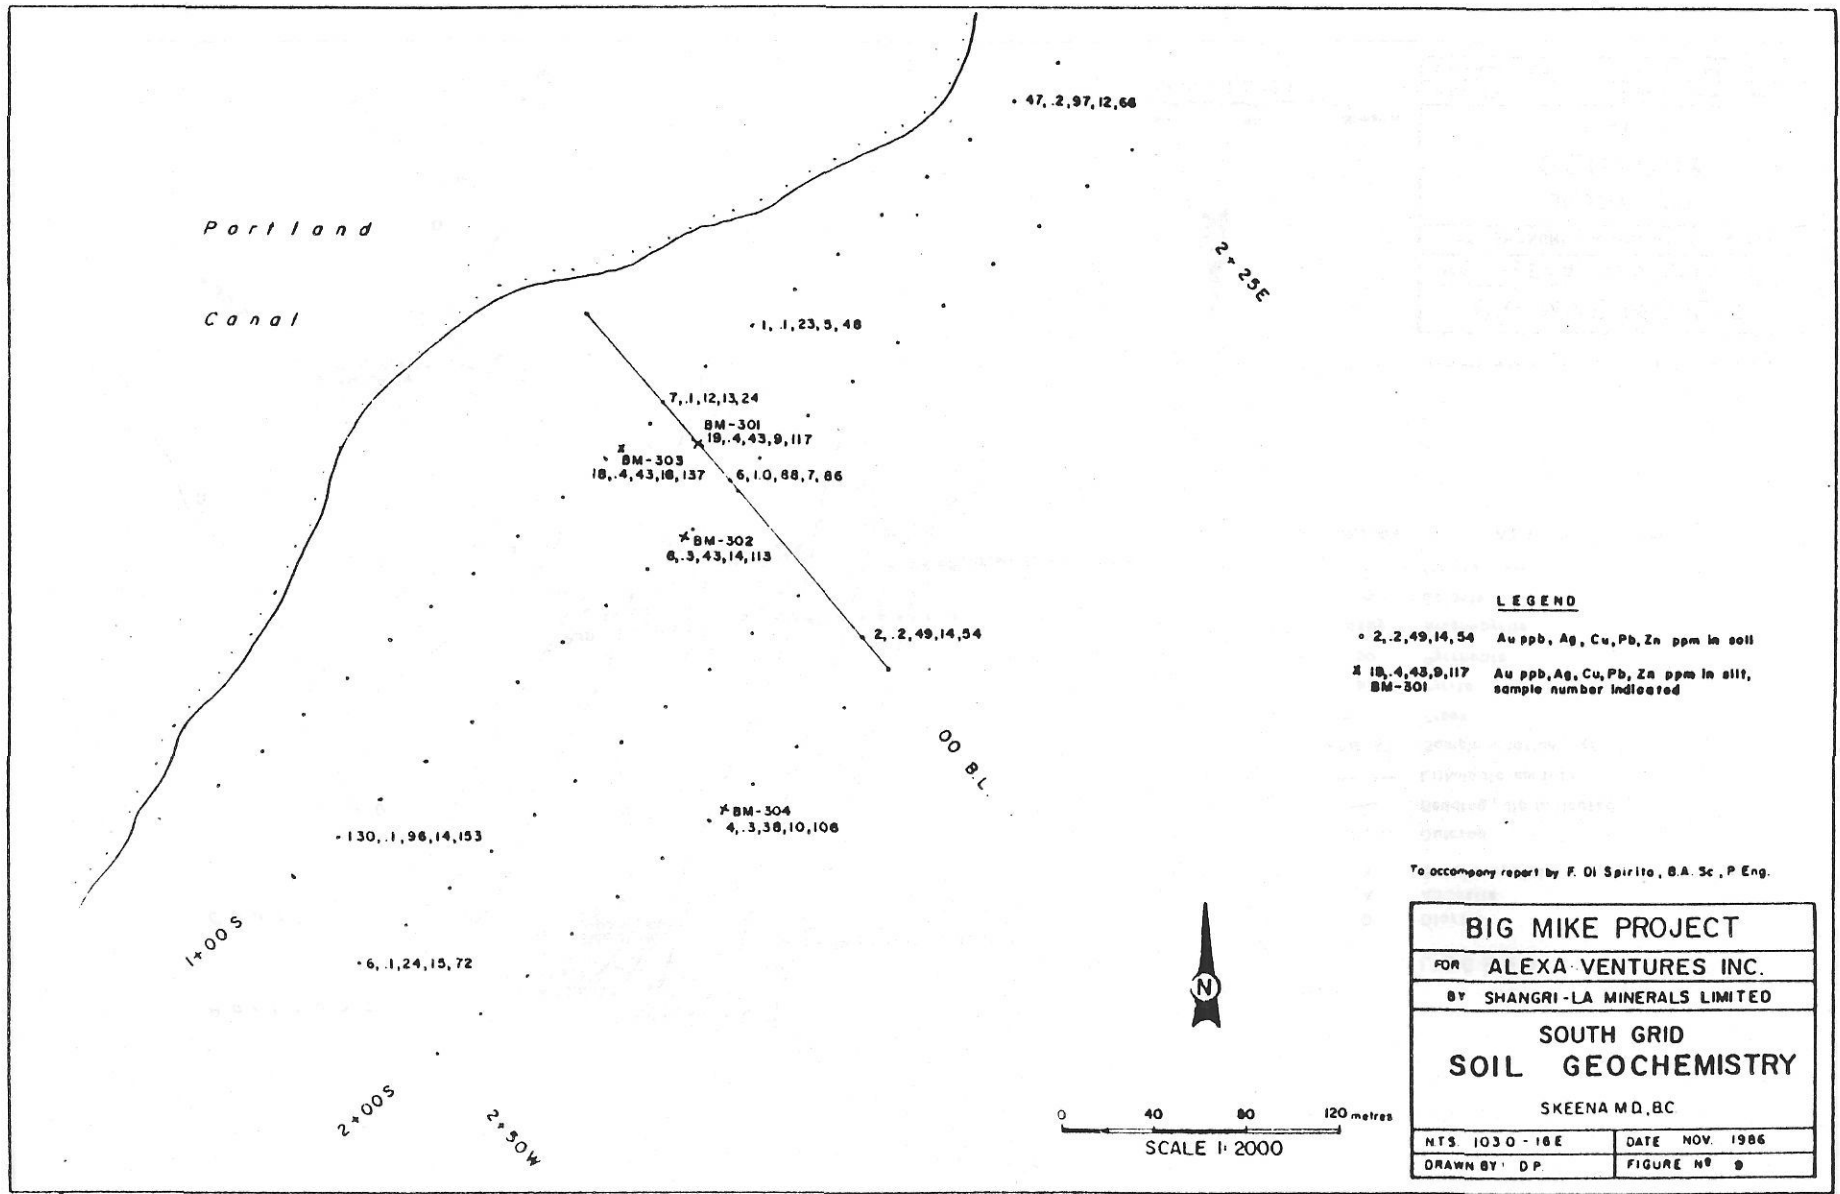 47, .2, 97, 12, 66
Portland
2+25E
Canal
1, .1, 23, 5, 48
7, .1, 12, 13, 24
BM-301
19, .4, 43, 9, 117
BM-303
18, .4, 43, 18, 137
6, 1.0, 88, 7, 86
BM-302
6, .3, 43, 14, 113
2, .2, 49, 14, 54
LEGEND
2, .2, 49, 14, 54 Au ppb, Ag, Cu, Pb, Zn ppm in soil
19, .4, 43, 9, 117 Au ppb, Ag, Cu, Pb, Zn ppm in silt,
BM-301 sample number indicated
00 B.L.
BM-304
4, .3, 38, 10, 106
130, .1, 96, 14, 153
To accompany report by F. Di Spirito, B.A. Sc., P Eng.
1+00S
6, .1, 24, 15, 72
N
BIG MIKE PROJECT
FOR ALEXA VENTURES INC.
BY SHANGRI-LA MINERALS LIMITED
SOUTH GRID
SOIL GEOCHEMISTRY
SKEENA M.D., B.C.
2+00S
2+50W
0 40 80 120 metres
SCALE 1:2000
N.T.S. 103 O - 16 E DATE NOV. 1986
DRAWN BY: D P. FIGURE Nº 9